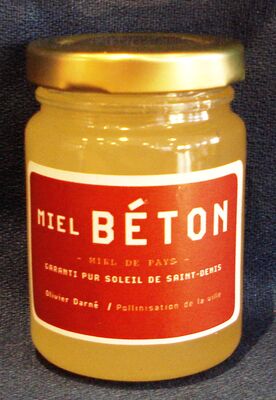 MIEL BÉTON
- MIEL DE PAYS -
GARANTI PUR SOLEIL DE SAINT-DENIS
Olivier Darné / Pollinisation de la ville